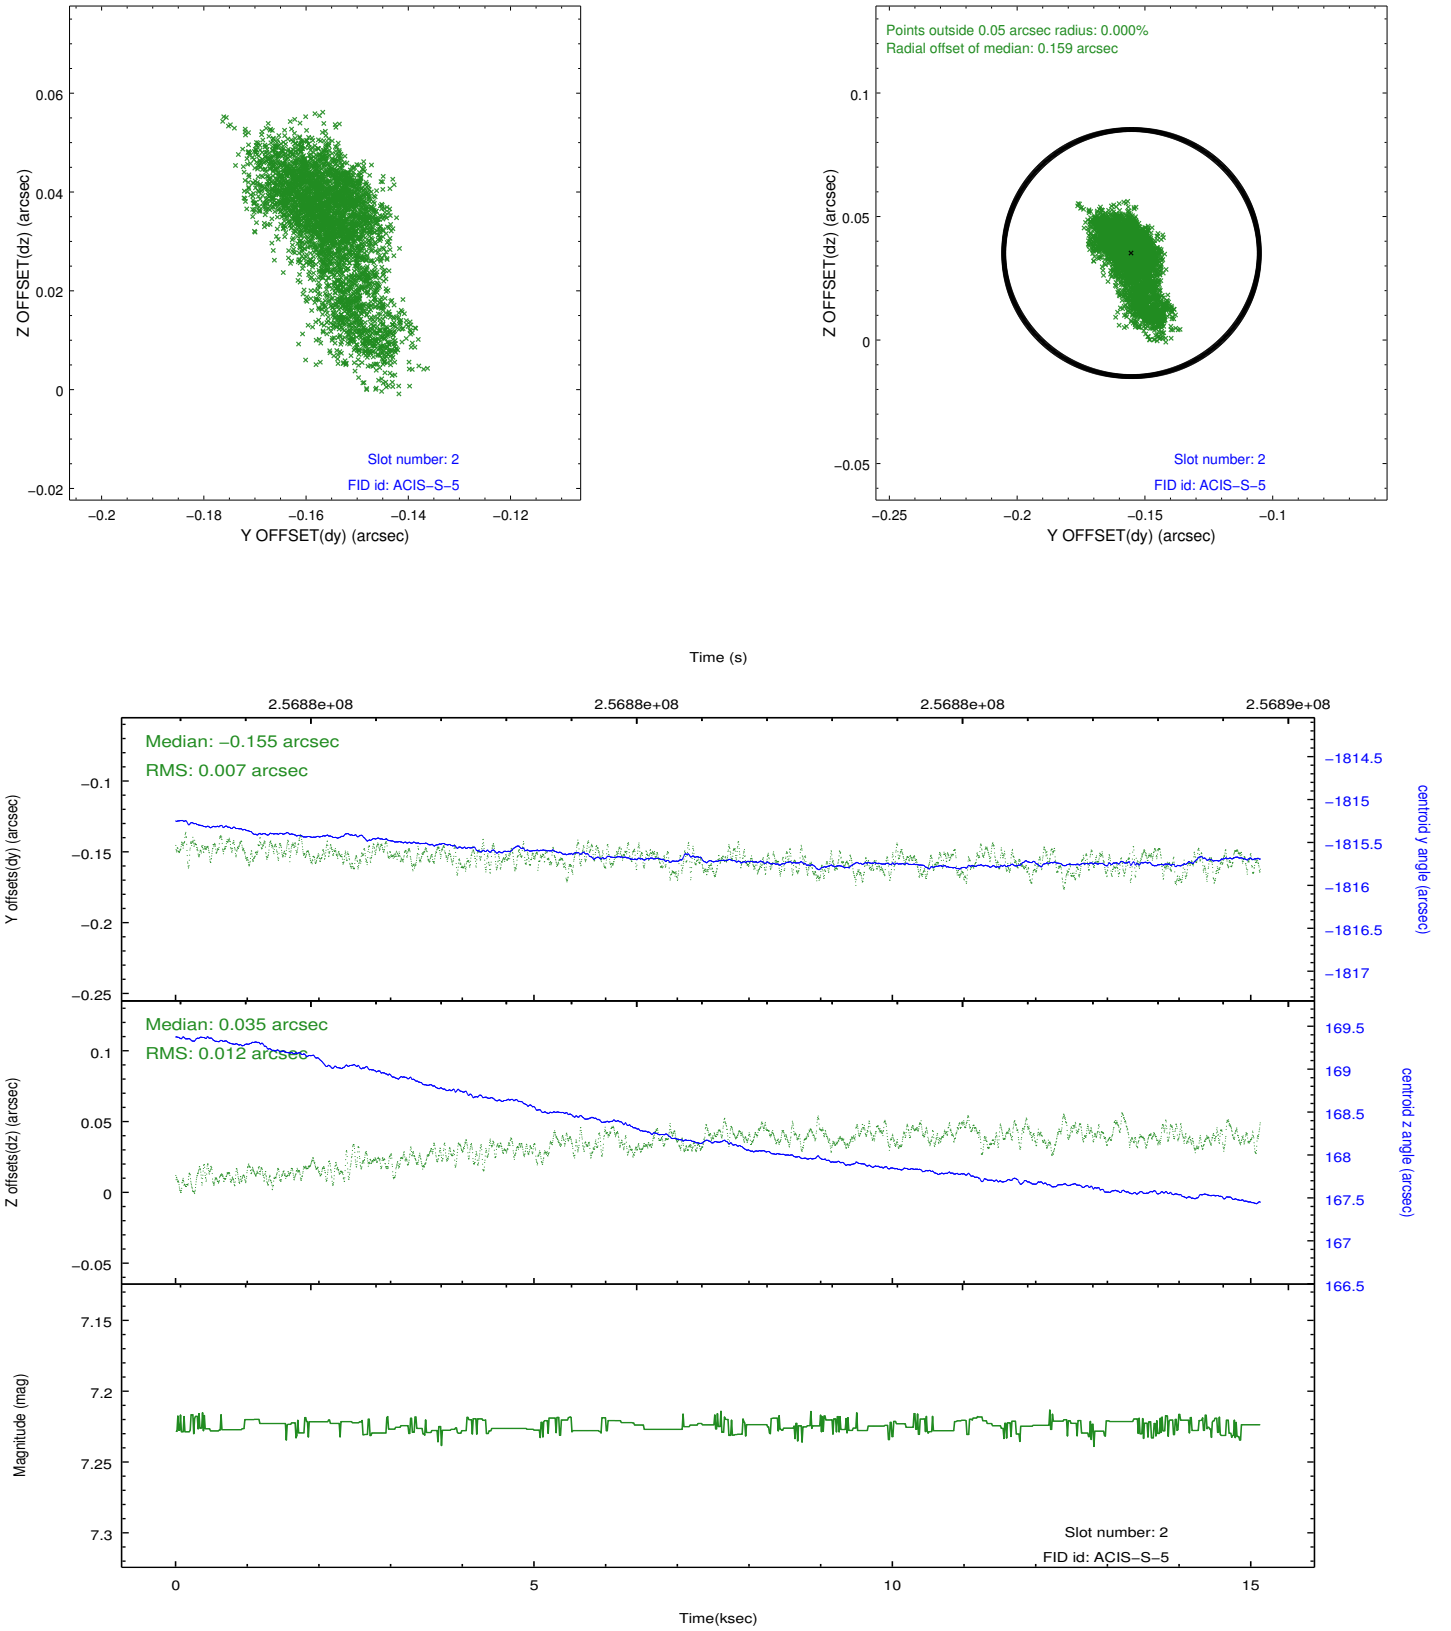 0.06
0.04
0.02
0
−0.02
Z OFFSET(dz) (arcsec)
Slot number: 2
FID id: ACIS−S−5
−0.2
−0.18
−0.16
−0.14
−0.12
Y OFFSET(dy) (arcsec)
Points outside 0.05 arcsec radius: 0.000%
Radial offset of median: 0.159 arcsec
0.1
0.05
0
−0.05
Z OFFSET(dz) (arcsec)
Slot number: 2
FID id: ACIS−S−5
−0.25
−0.2
−0.15
−0.1
Y OFFSET(dy) (arcsec)
Time (s)
2.5688e+08
2.5688e+08
2.5688e+08
2.5689e+08
Median: −0.155 arcsec
RMS: 0.007 arcsec
−0.1
−0.15
−0.2
−0.25
Y offsets(dy) (arcsec)
−1814.5
−1815
−1815.5
−1816
−1816.5
−1817
centroid y angle (arcsec)
Median: 0.035 arcsec
RMS: 0.012 arcsec
0.1
0.05
0
−0.05
Z offsets(dz) (arcsec)
169.5
169
168.5
168
167.5
167
166.5
centroid z angle (arcsec)
7.15
7.2
7.25
7.3
Magnitude (mag)
Slot number: 2
FID id: ACIS−S−5
0
5
10
15
Time(ksec)